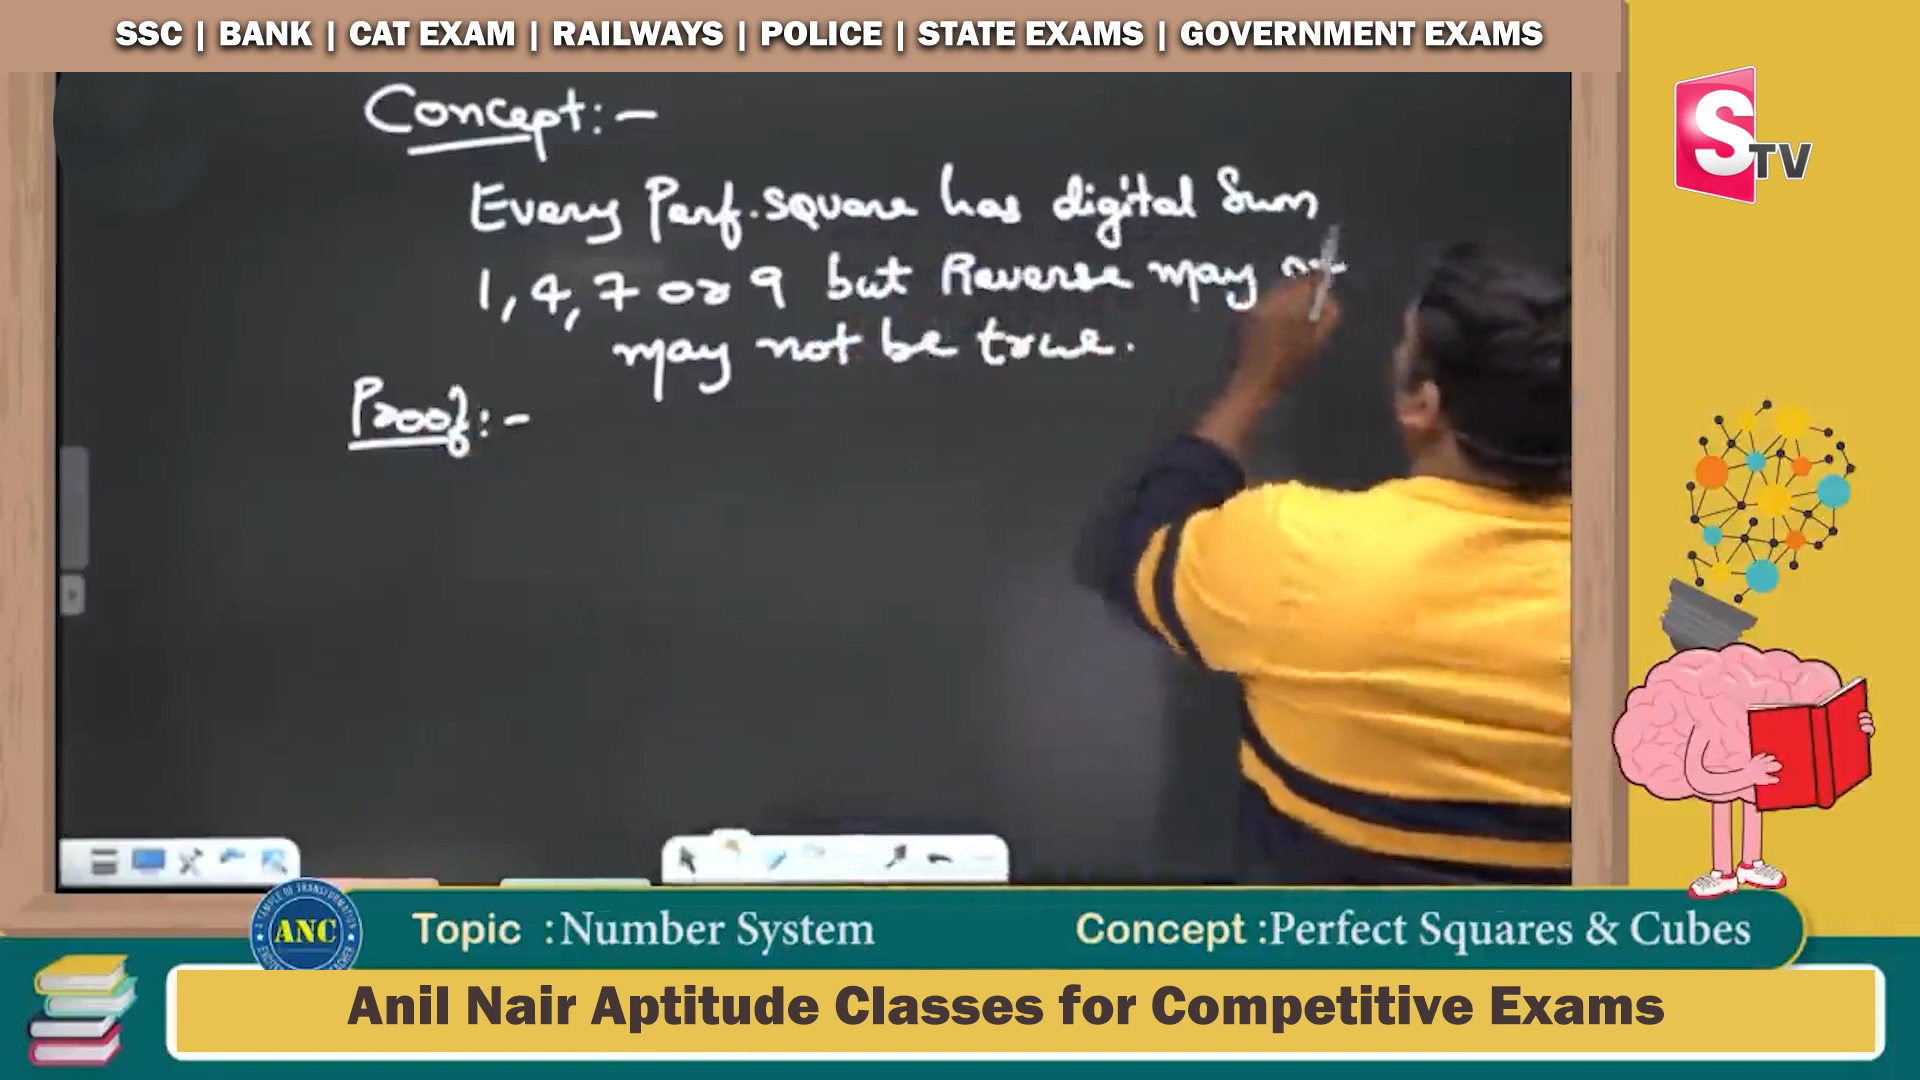 SSC | BANK | CAT EXAM | RAILWAYS | POLICE | STATE EXAMS | GOVERNMENT EXAMS
STV
Concept:-
Every Perf. square has digital Sum
1, 4, 7 or 9 but Reverse may or
may not be true.
Proof:-
ANC
Topic : Number System
Concept : Perfect Squares & Cubes
Anil Nair Aptitude Classes for Competitive Exams